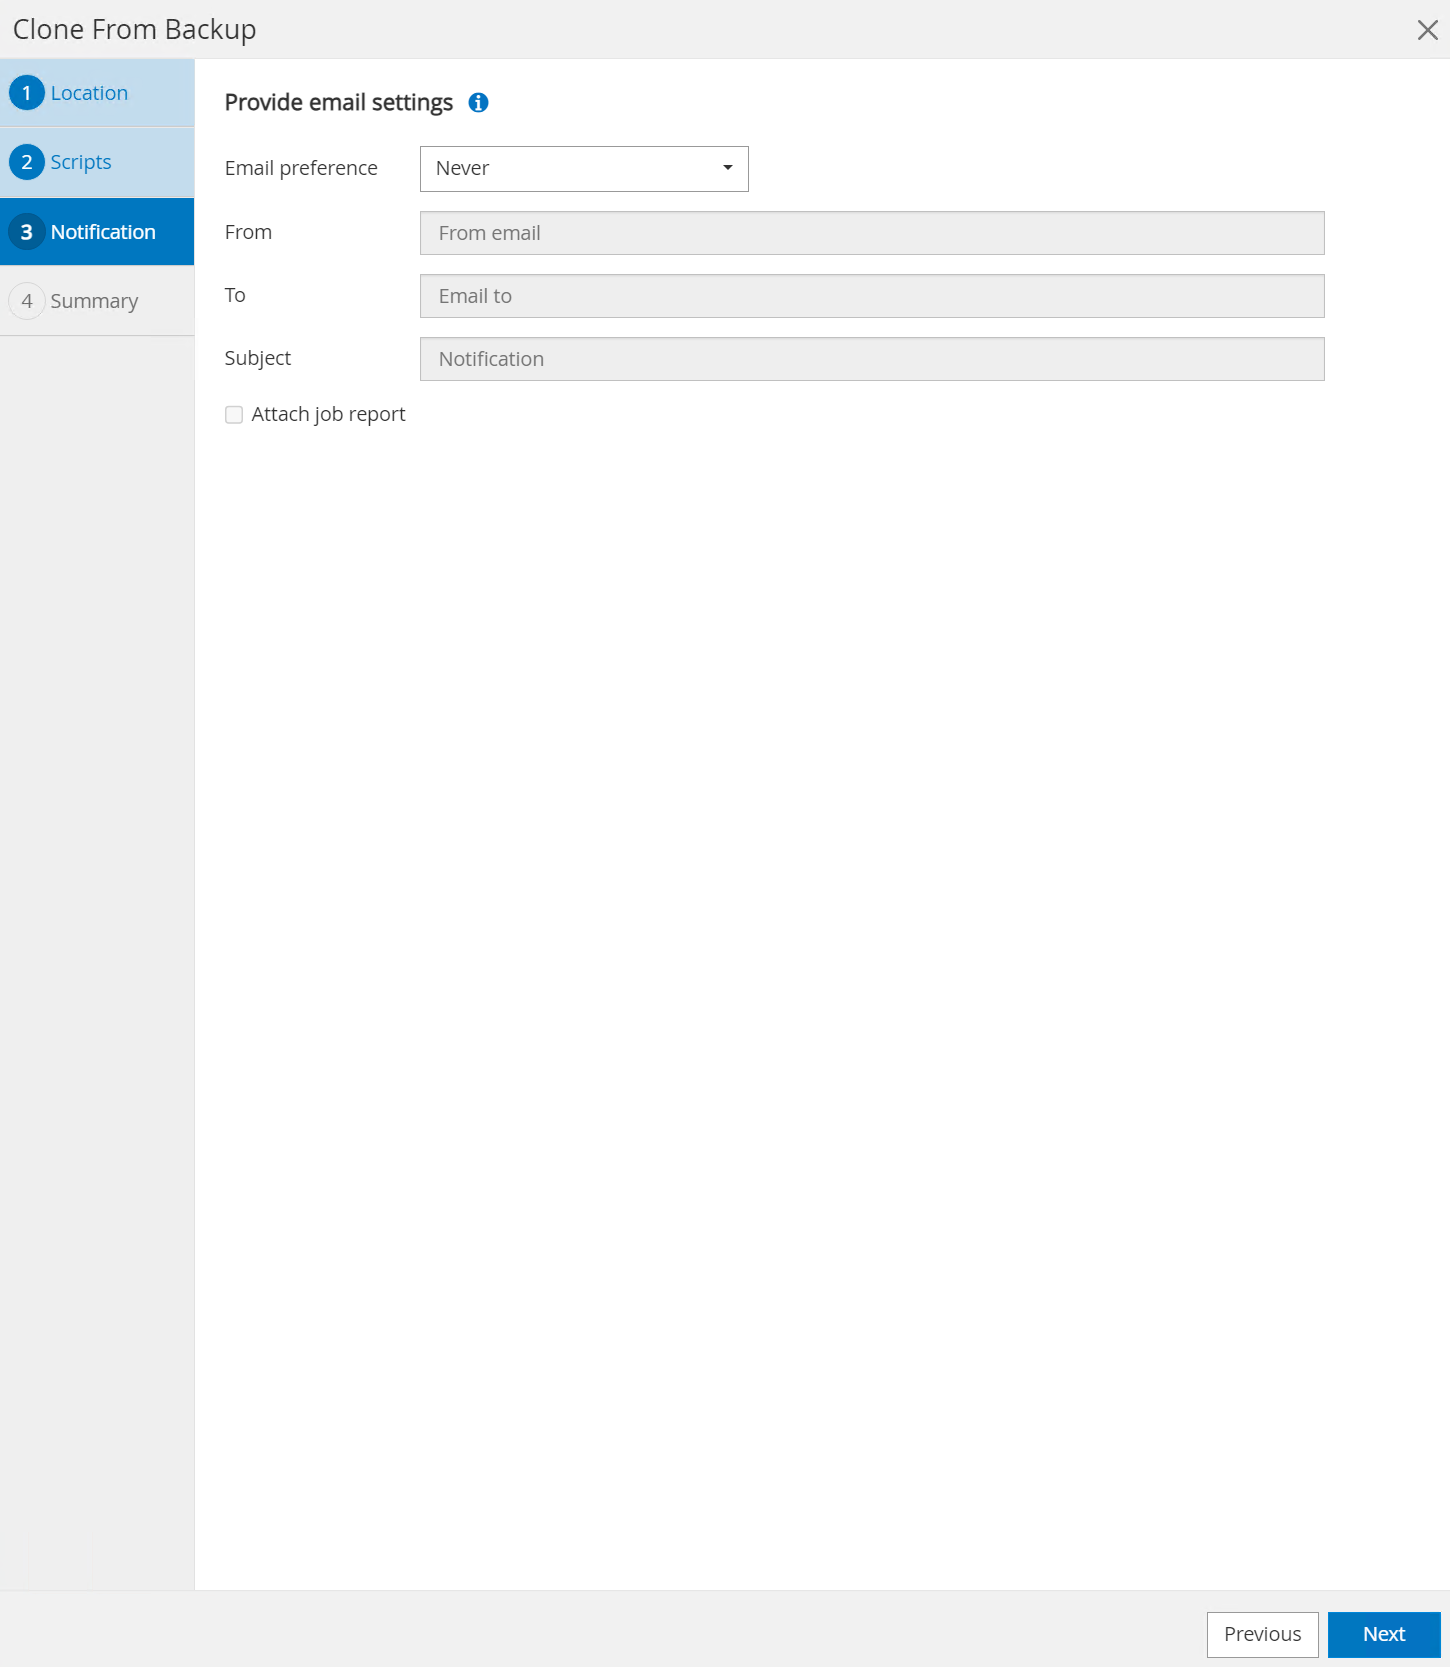 Clone From Backup
1 Location
2 Scripts
3 Notification
4 Summary
Provide email settings
Email preference Never
From From email
To Email to
Subject Notification
Attach job report
Previous Next